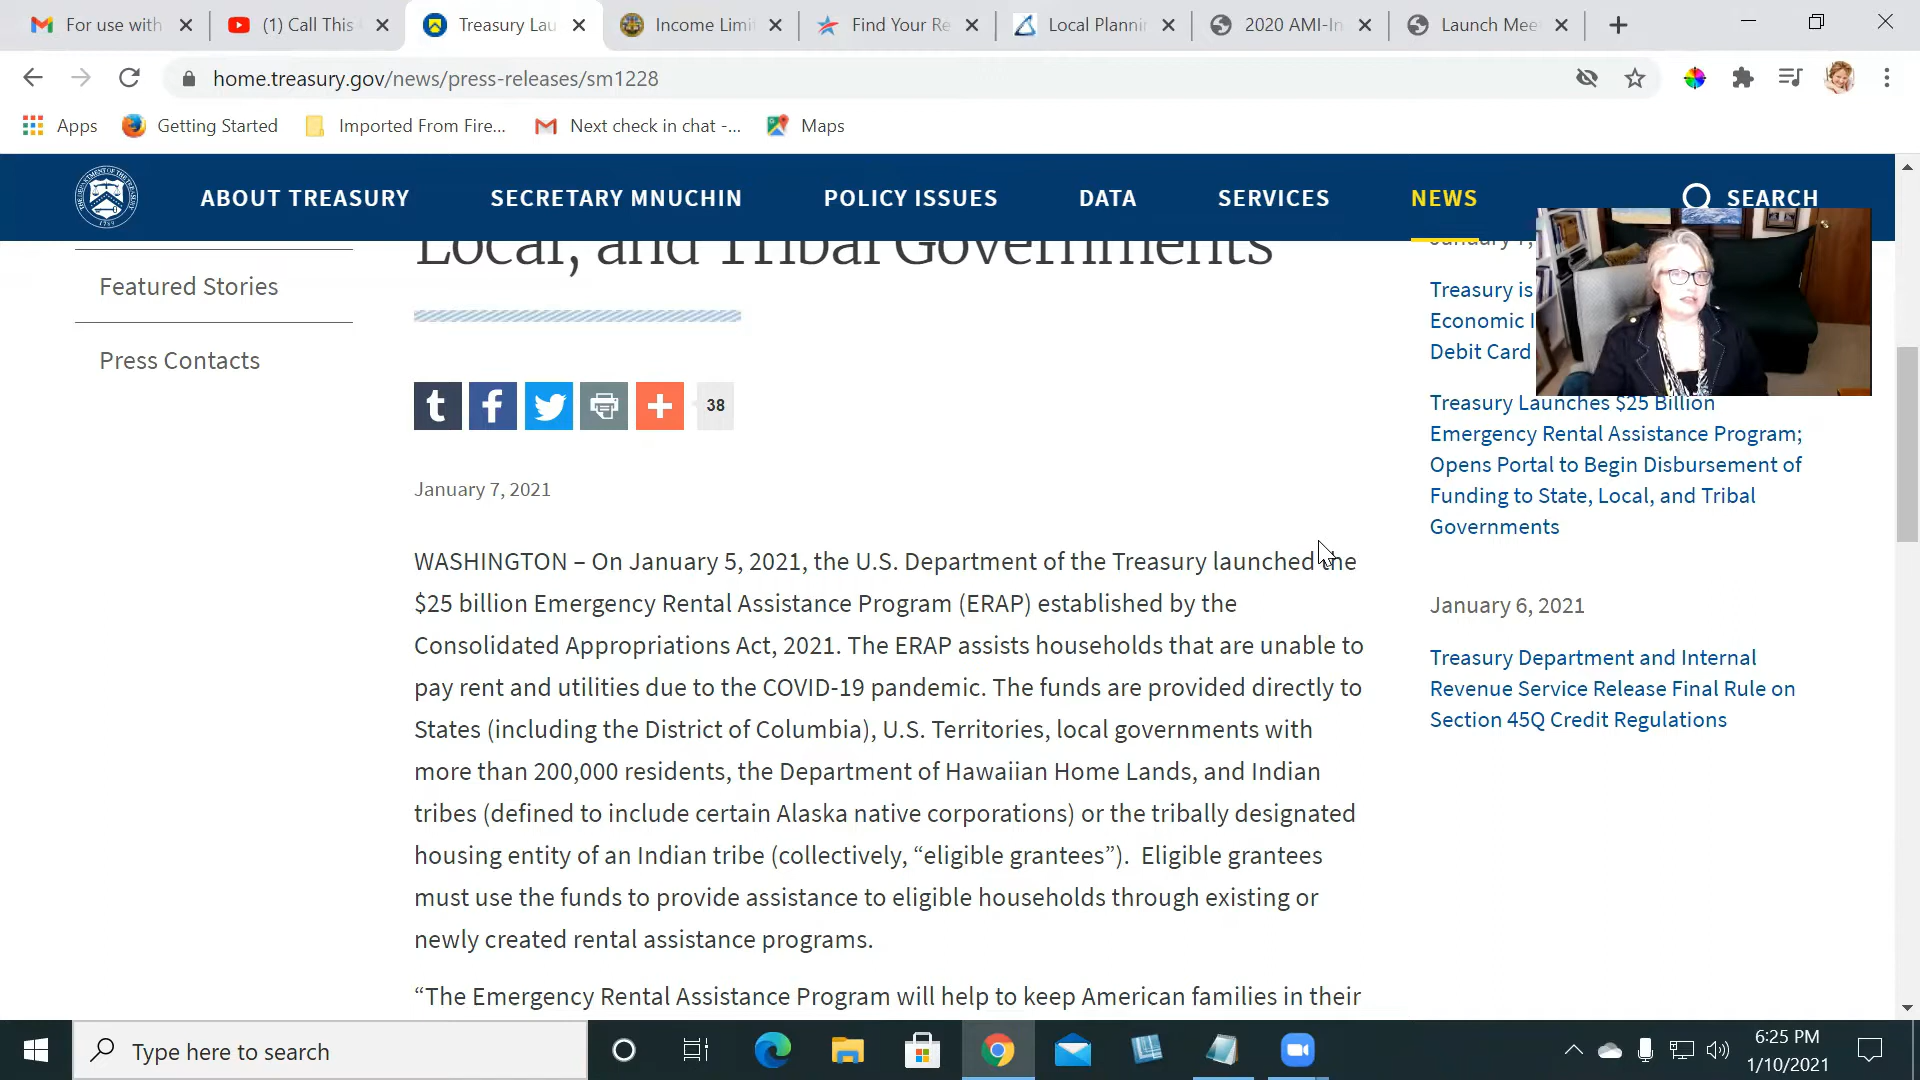 For use with
(1) Call This
Treasury Lau
Income Limi
Find Your Re
Local Plannin
2020 AMI-In
Launch Mee
home.treasury.gov/news/press-releases/sm1228
Apps
Getting Started
Imported From Fire...
Next check in chat -...
Maps
ABOUT TREASURY
SECRETARY MNUCHIN
POLICY ISSUES
DATA
SERVICES
NEWS
SEARCH
Local, and Tribal Governments
Featured Stories
Press Contacts
38
January 7, 2021
WASHINGTON – On January 5, 2021, the U.S. Department of the Treasury launched the
$25 billion Emergency Rental Assistance Program (ERAP) established by the
Consolidated Appropriations Act, 2021. The ERAP assists households that are unable to
pay rent and utilities due to the COVID-19 pandemic. The funds are provided directly to
States (including the District of Columbia), U.S. Territories, local governments with
more than 200,000 residents, the Department of Hawaiian Home Lands, and Indian
tribes (defined to include certain Alaska native corporations) or the tribally designated
housing entity of an Indian tribe (collectively, “eligible grantees”).  Eligible grantees
must use the funds to provide assistance to eligible households through existing or
newly created rental assistance programs.
“The Emergency Rental Assistance Program will help to keep American families in their
Treasury is
Economic I
Debit Card
Treasury Launches $25 Billion
Emergency Rental Assistance Program;
Opens Portal to Begin Disbursement of
Funding to State, Local, and Tribal
Governments
January 6, 2021
Treasury Department and Internal
Revenue Service Release Final Rule on
Section 45Q Credit Regulations
Type here to search
6:25 PM
1/10/2021